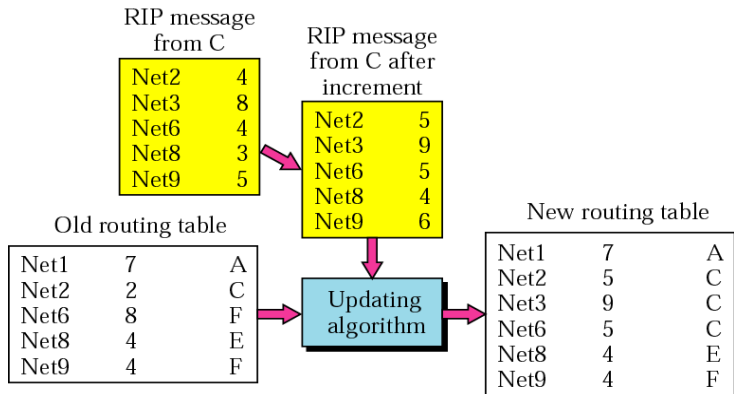 RIP message
from C
Net2 4
Net3 8
Net6 4
Net8 3
Net9 5
RIP message
from C after
increment
Net2 5
Net3 9
Net6 5
Net8 4
Net9 6
Old routing table
Net1 7 A
Net2 2 C
Net6 8 F
Net8 4 E
Net9 4 F
Updating
algorithm
New routing table
Net1 7 A
Net2 5 C
Net3 9 C
Net6 5 C
Net8 4 E
Net9 4 F